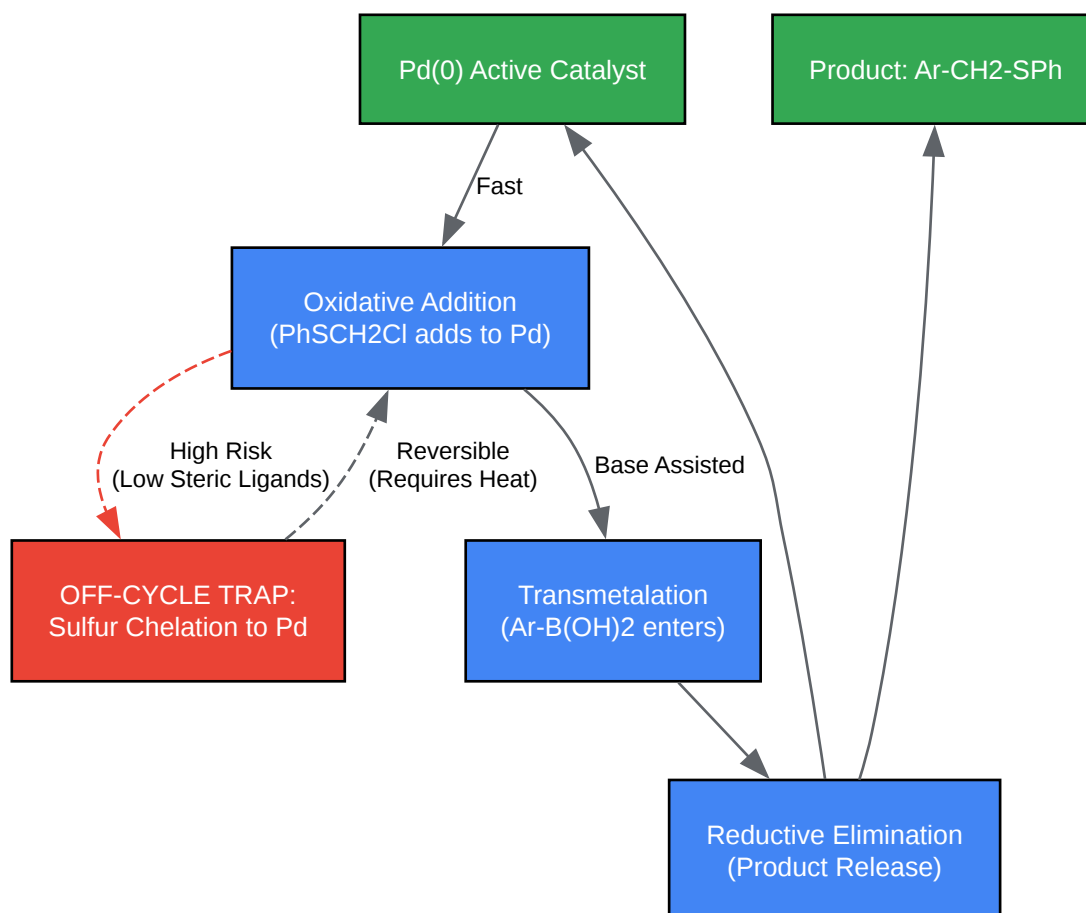 Pd(0) Active Catalyst
Product: Ar-CH2-SPh
Fast
Oxidative Addition
(PhSCH2Cl adds to Pd)
High Risk
(Low Steric Ligands)
Reversible
(Requires Heat)
Base Assisted
OFF-CYCLE TRAP:
Sulfur Chelation to Pd
Transmetalation
(Ar-B(OH)2 enters)
Reductive Elimination
(Product Release)